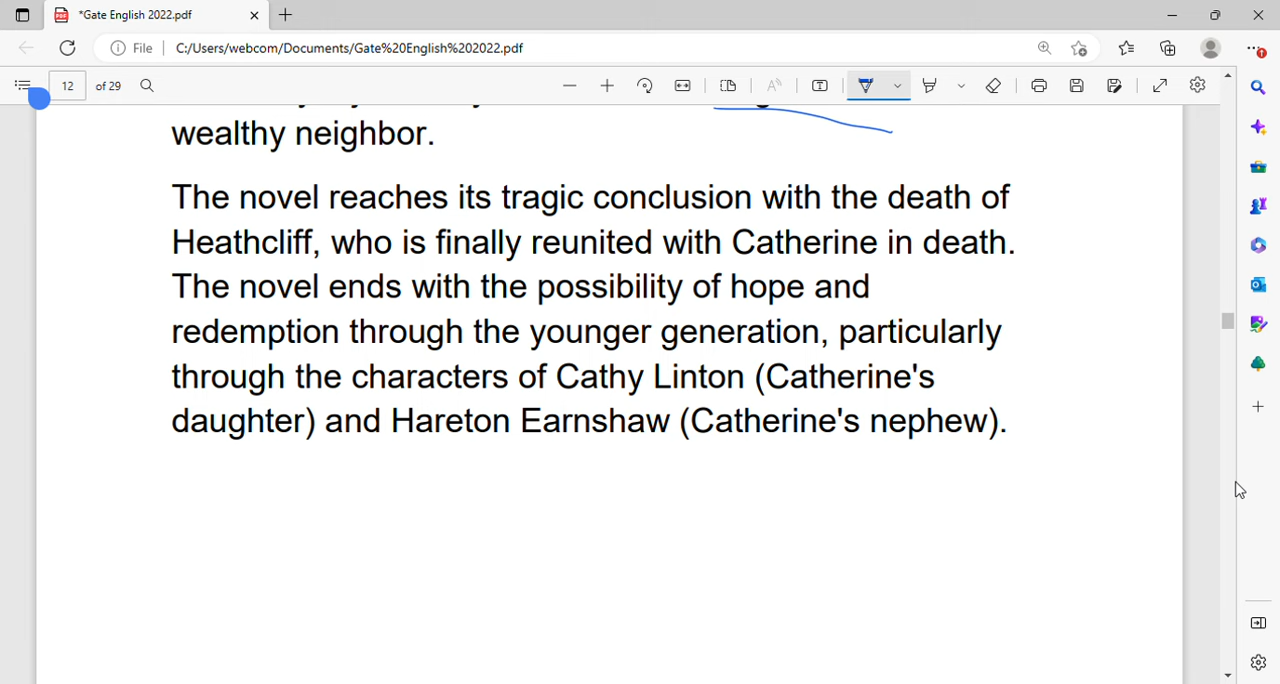 *Gate English 2022.pdf
File C:/Users/webcom/Documents/Gate%20English%202022.pdf
12 of 29
wealthy neighbor.
The novel reaches its tragic conclusion with the death of
Heathcliff, who is finally reunited with Catherine in death.
The novel ends with the possibility of hope and
redemption through the younger generation, particularly
through the characters of Cathy Linton (Catherine's
daughter) and Hareton Earnshaw (Catherine's nephew).